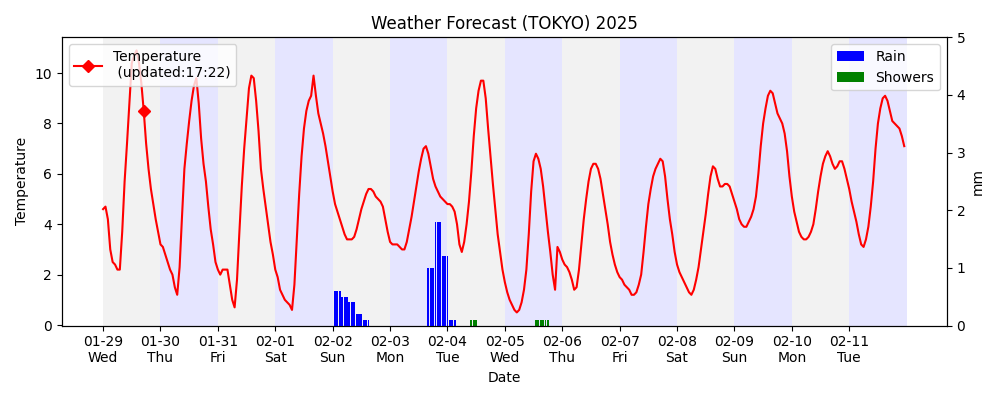 Weather Forecast (TOKYO) 2025
Temperature
(updated:17:22)
Rain
Showers
Temperature
10
8
6
4
2
0
5
4
3
2
1
0
mm
01-29 01-30 01-31 02-01 02-02 02-03 02-04 02-05 02-06 02-07 02-08 02-09 02-10 02-11
Wed Thu Fri Sat Sun Mon Tue Wed Thu Fri Sat Sun Mon Tue
Date